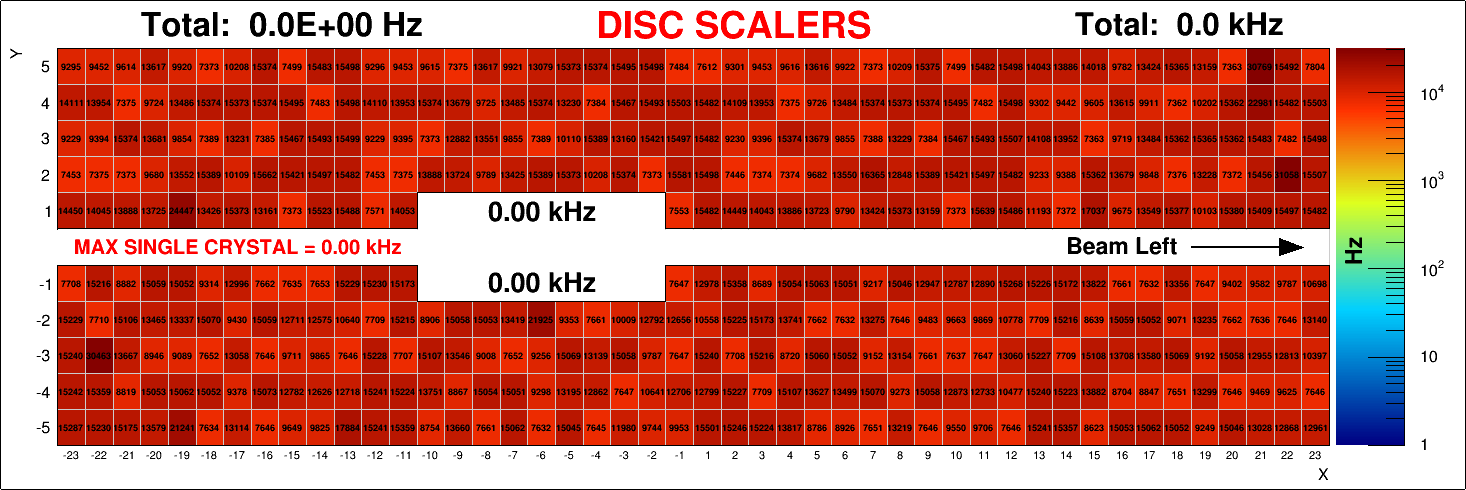 Total: 0.0E+00 Hz DISC SCALERS Total: 0.0 kHz
Y
5 9295 9452 9614 13617 9920 7373 10208 15374 7499 15483 15498 9296 9453 9615 7375 13617 9921 13079 15373 15374 15495 15498 7484 7612 9301 9453 9616 13616 9922 7373 10209 15375 7499 15482 15498 14043 13886 14018 9782 13424 15365 13159 7363 30769 15492 7804
4 14111 13954 7375 9724 13486 15374 15373 15374 15495 7483 15498 14110 13953 15374 13679 9725 13485 15374 13230 7384 15467 15493 15503 15482 14109 13953 7375 9726 13484 15374 15373 15374 15495 7482 15498 9302 9442 9605 13615 9911 7362 10202 15362 22981 15482 15503
3 9229 9394 15374 13681 9854 7389 13231 7385 15467 15493 15499 9229 9395 7373 12882 13551 9855 7389 10110 15389 13160 15421 15497 15482 9230 9396 15374 13679 9855 7388 13229 7384 15467 15493 15507 14108 13952 7363 9719 13484 15362 15365 15362 15483 7482 15498
2 7453 7375 7373 9680 13552 15389 10109 15662 15421 15497 15482 7453 7375 13888 13724 9789 13425 15389 15373 10208 15374 7373 15581 15498 7446 7374 7374 9682 13550 16365 12848 15389 15421 15497 15482 9233 9388 15362 13679 9848 7376 13228 7372 15456 31058 15507
1 14450 14045 13888 13725 24447 13426 15373 13161 7373 15523 15488 7571 14053 0.00 kHz 7553 15482 14449 14043 13886 13723 9790 13424 15373 13159 7373 15639 15486 11193 7372 17037 9675 13549 15377 10103 15380 15409 15497 15482
MAX SINGLE CRYSTAL = 0.00 kHz Beam Left
-1 7708 15216 8882 15059 15052 9314 12996 7662 7635 7653 15229 15230 15173 0.00 kHz 7647 12978 15358 8689 15054 15063 15051 9217 15046 12947 12787 12890 15268 15226 15172 13822 7661 7632 13356 7647 9402 9582 9787 10698
-2 15229 7710 15106 13465 13337 15070 9430 15059 12711 12575 10640 7709 15215 8906 15058 15053 13419 21925 9353 7661 10009 12792 12656 10558 15225 15173 13741 7662 7632 13275 7646 9483 9663 9869 10778 7709 15216 8639 15059 15052 9071 13235 7662 7636 7646 13140
-3 15240 30463 13667 8946 9089 7652 13058 7646 9711 9865 7646 15228 7707 15107 13546 9008 7652 9256 15069 13139 15058 9787 7647 15240 7708 15216 8720 15060 15052 9152 13154 7661 7637 7647 13060 15227 7709 15108 13708 13580 15069 9192 15058 12955 12813 10397
-4 15242 15359 8819 15053 15062 15052 9378 15073 12782 12626 12718 15241 15224 13751 8867 15054 15051 9298 13195 12862 7647 10641 12706 12799 15227 7709 15107 13627 13499 15070 9273 15058 12873 12733 10477 15240 15223 13882 8704 8847 7651 13299 7646 9469 9625 7646
-5 15287 15230 15175 13579 21241 7634 13114 7646 9649 9825 17884 15241 15359 8754 13660 7661 15062 7632 15045 7645 11980 9744 9953 15501 15246 15224 13817 8786 8926 7651 13219 7646 9550 9706 7646 15241 15357 8623 15053 15062 15052 9249 15046 13028 12868 12961
-23 -22 -21 -20 -19 -18 -17 -16 -15 -14 -13 -12 -11 -10 -9 -8 -7 -6 -5 -4 -3 -2 -1 1 2 3 4 5 6 7 8 9 10 11 12 13 14 15 16 17 18 19 20 21 22 23
X
10⁴
10³
Hz
10²
10
1